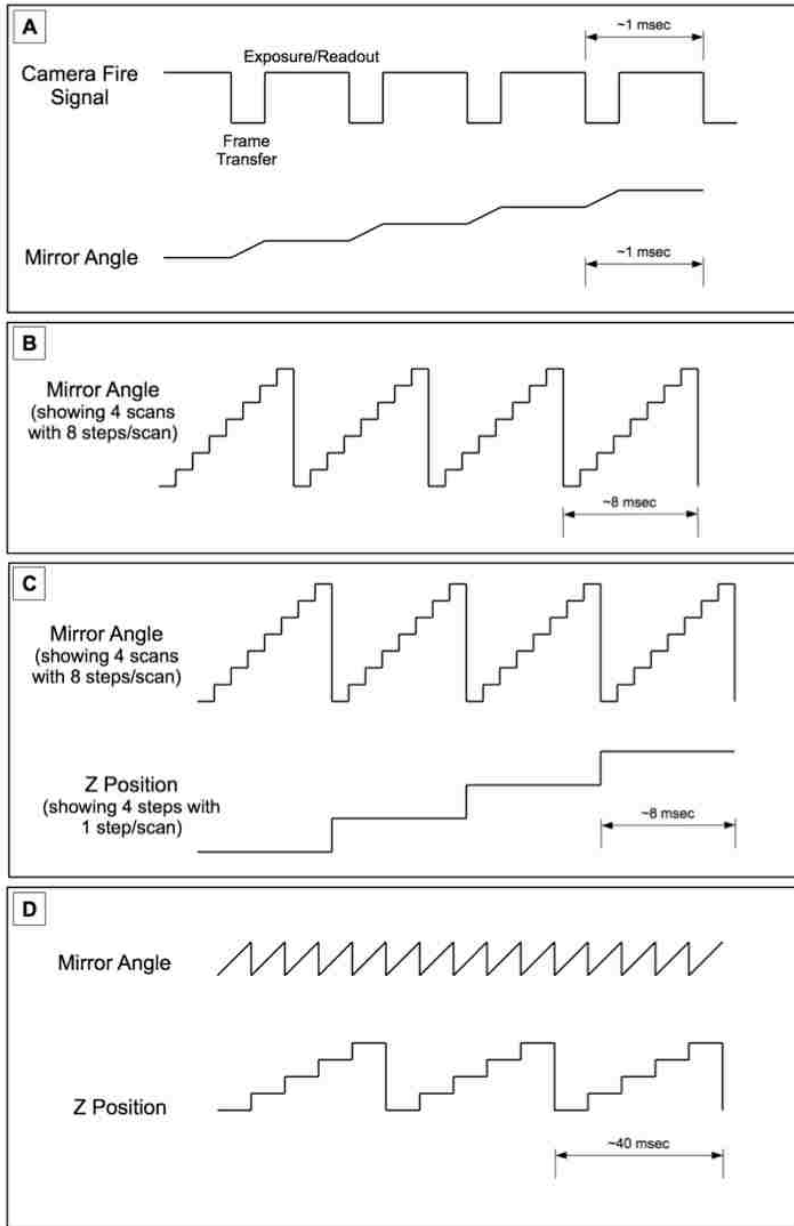 A
Camera Fire
Signal
Exposure/Readout
~1 msec
Frame
Transfer
Mirror Angle
~1 msec
B
Mirror Angle
(showing 4 scans
with 8 steps/scan)
~8 msec
C
Mirror Angle
(showing 4 scans
with 8 steps/scan)
Z Position
(showing 4 steps with
1 step/scan)
~8 msec
D
Mirror Angle
Z Position
~40 msec